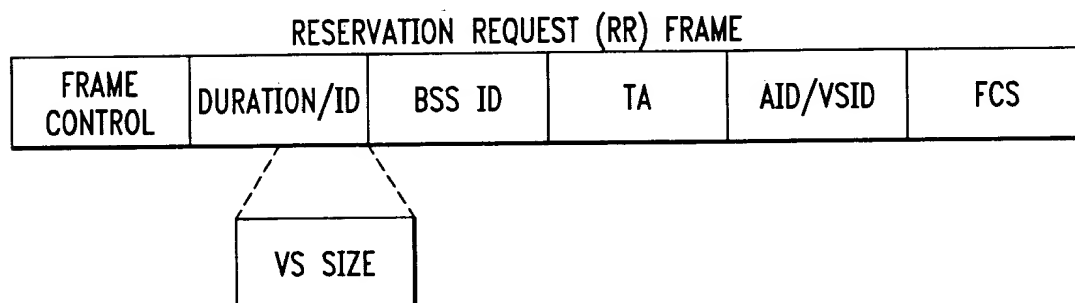 RESERVATION REQUEST (RR) FRAME
FRAME CONTROL
DURATION/ID
BSS ID
TA
AID/VSID
FCS
VS SIZE